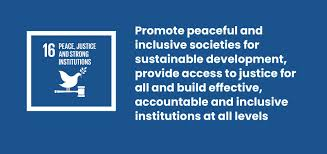 16 PEACE, JUSTICE
AND STRONG
INSTITUTIONS
Promote peaceful and
inclusive societies for
sustainable development,
provide access to justice for
all and build effective,
accountable and inclusive
institutions at all levels